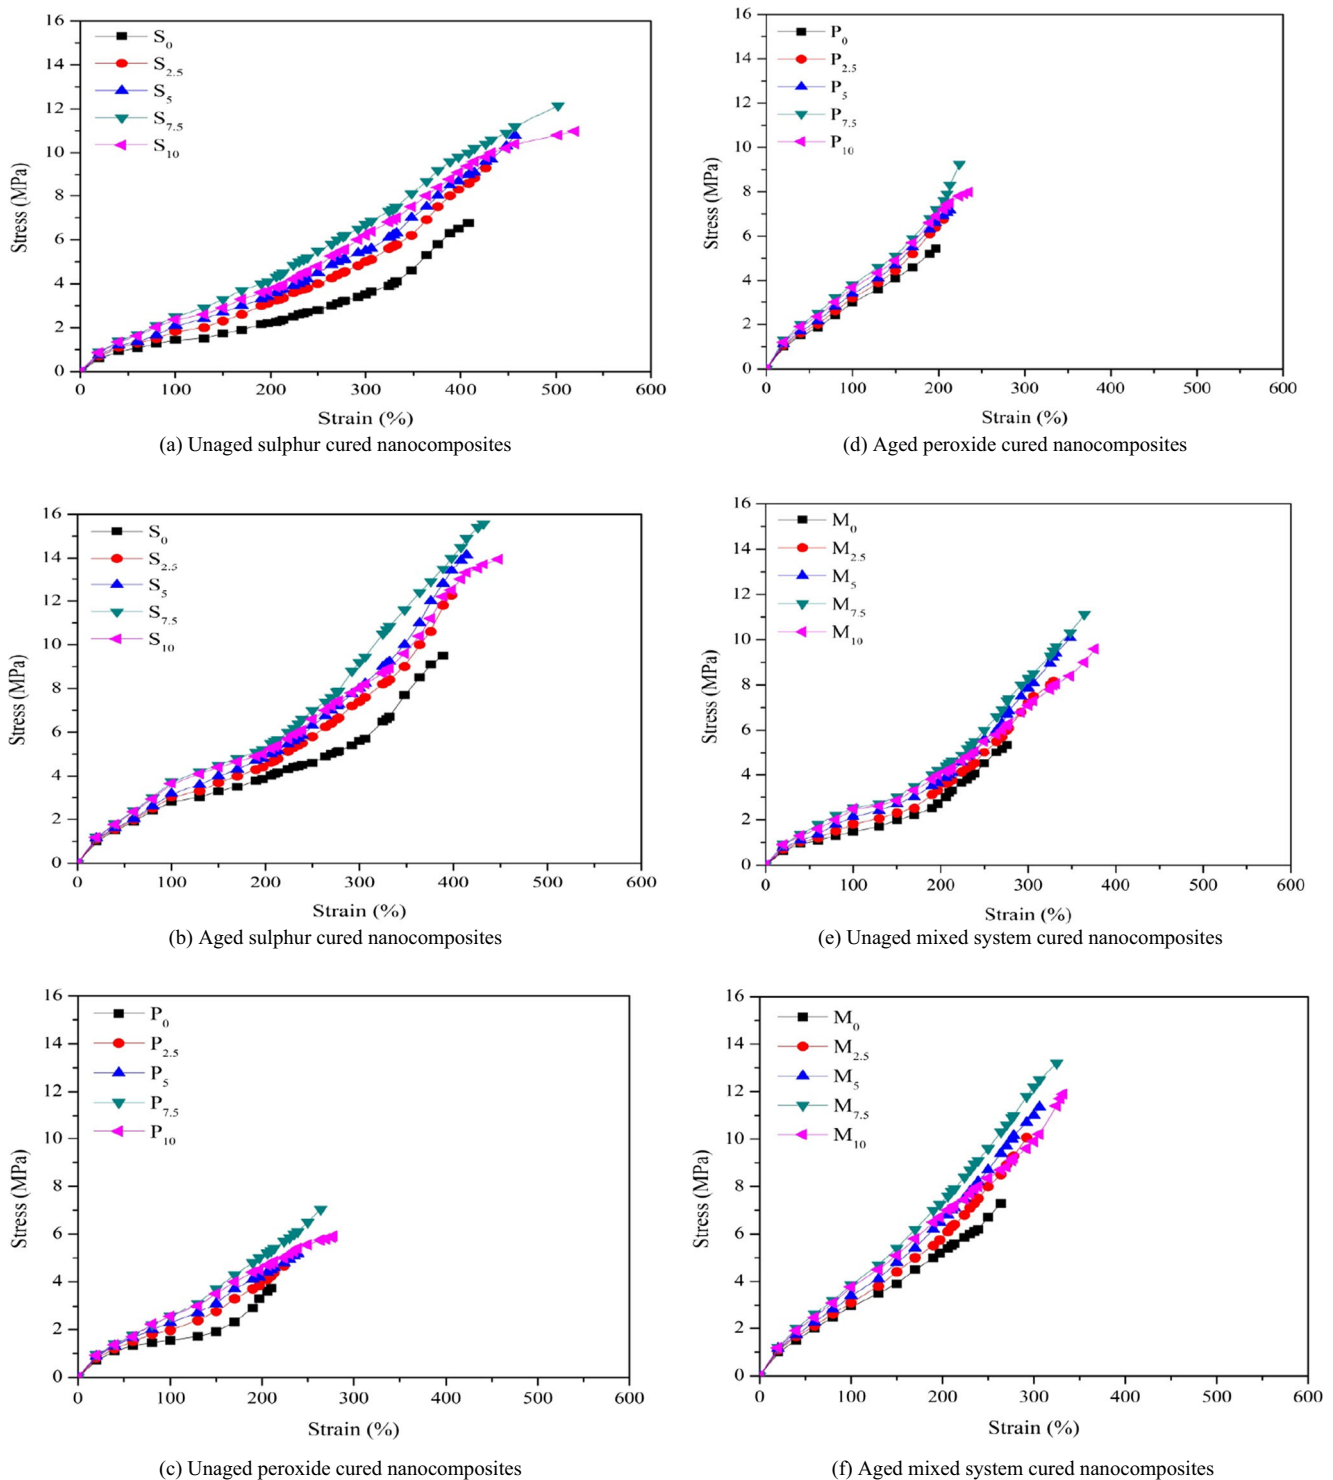 16
14
12
10
8
6
4
2
0
Stress (MPa)
S0
S2.5
S5
S7.5
S10
0 100 200 300 400 500 600
Strain (%)
(a) Unaged sulphur cured nanocomposites
16
14
12
10
8
6
4
2
0
Stress (MPa)
P0
P2.5
P5
P7.5
P10
0 100 200 300 400 500 600
Strain (%)
(d) Aged peroxide cured nanocomposites
16
14
12
10
8
6
4
2
0
Stress (MPa)
S0
S2.5
S5
S7.5
S10
0 100 200 300 400 500 600
Strain (%)
(b) Aged sulphur cured nanocomposites
16
14
12
10
8
6
4
2
0
Stress (MPa)
M0
M2.5
M5
M7.5
M10
0 100 200 300 400 500 600
Strain (%)
(e) Unaged mixed system cured nanocomposites
16
14
12
10
8
6
4
2
0
Stress (MPa)
P0
P2.5
P5
P7.5
P10
0 100 200 300 400 500 600
Strain (%)
(c) Unaged peroxide cured nanocomposites
16
14
12
10
8
6
4
2
0
Stress (MPa)
M0
M2.5
M5
M7.5
M10
0 100 200 300 400 500 600
Strain (%)
(f) Aged mixed system cured nanocomposites